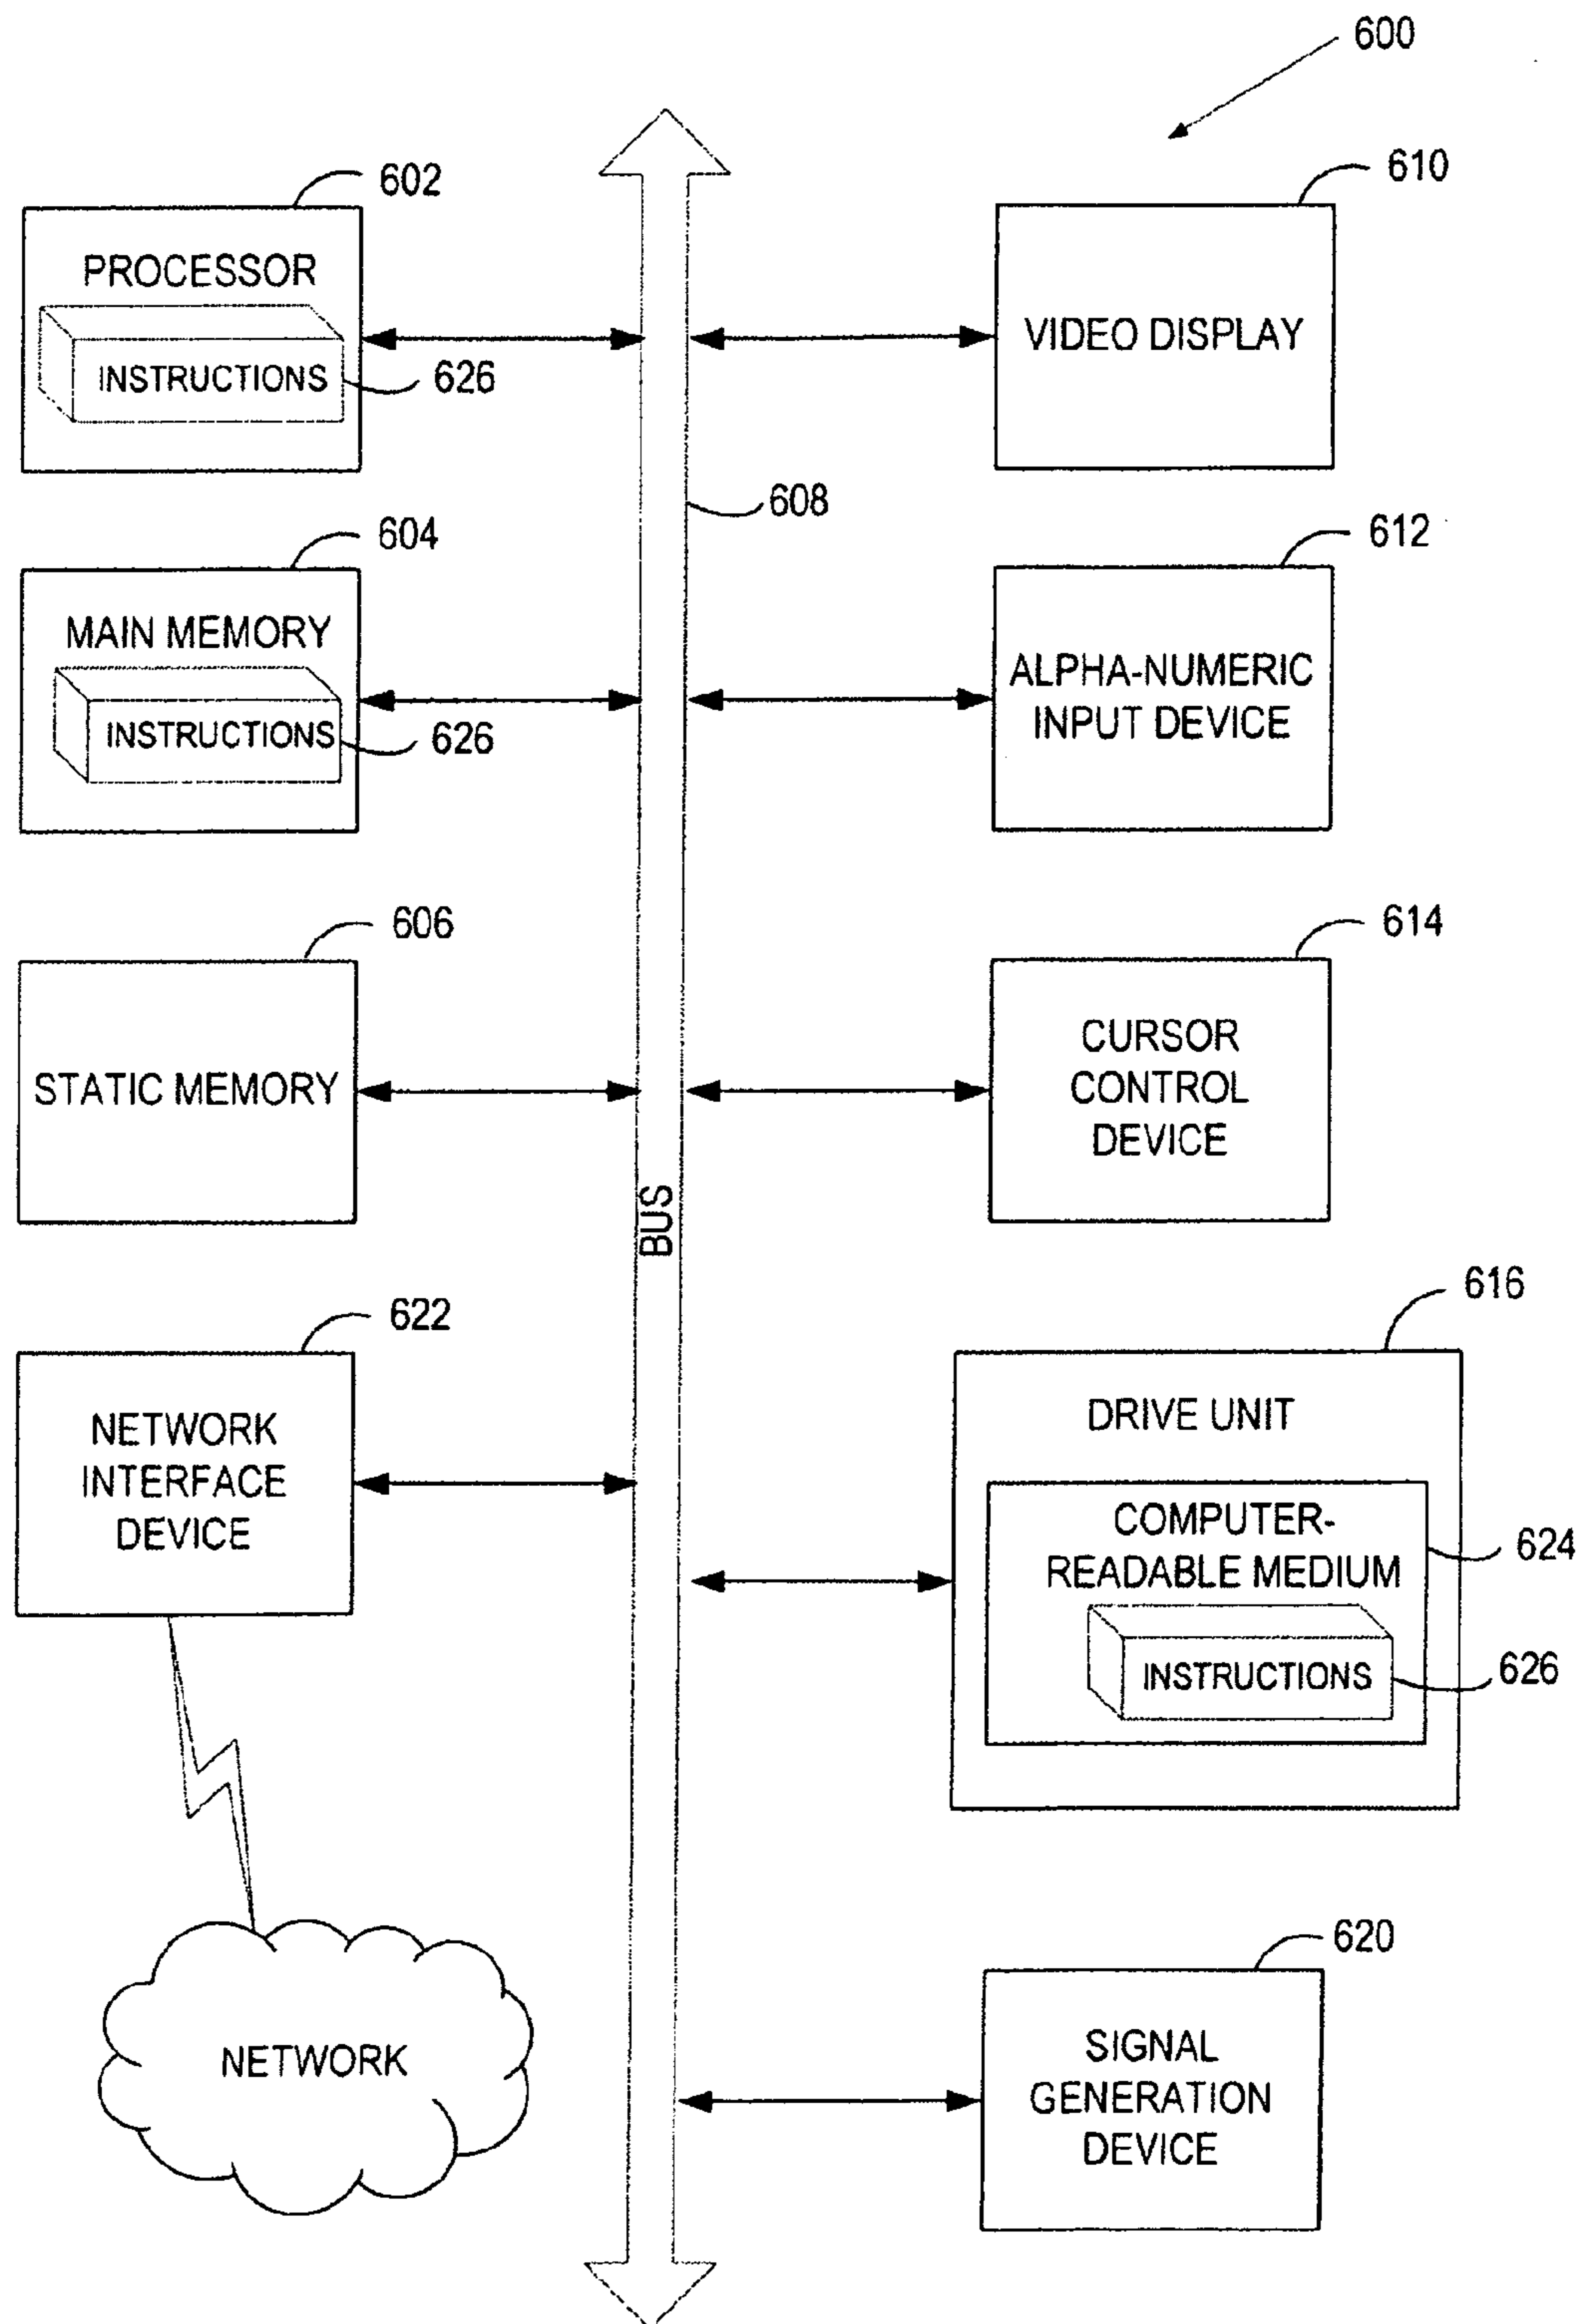 600
602
PROCESSOR
INSTRUCTIONS
626
610
VIDEO DISPLAY
608
604
MAIN MEMORY
INSTRUCTIONS
626
612
ALPHA-NUMERIC
INPUT DEVICE
606
STATIC MEMORY
614
CURSOR
CONTROL
DEVICE
BUS
622
NETWORK
INTERFACE
DEVICE
616
DRIVE UNIT
COMPUTER-
READABLE MEDIUM
624
INSTRUCTIONS
626
NETWORK
620
SIGNAL
GENERATION
DEVICE